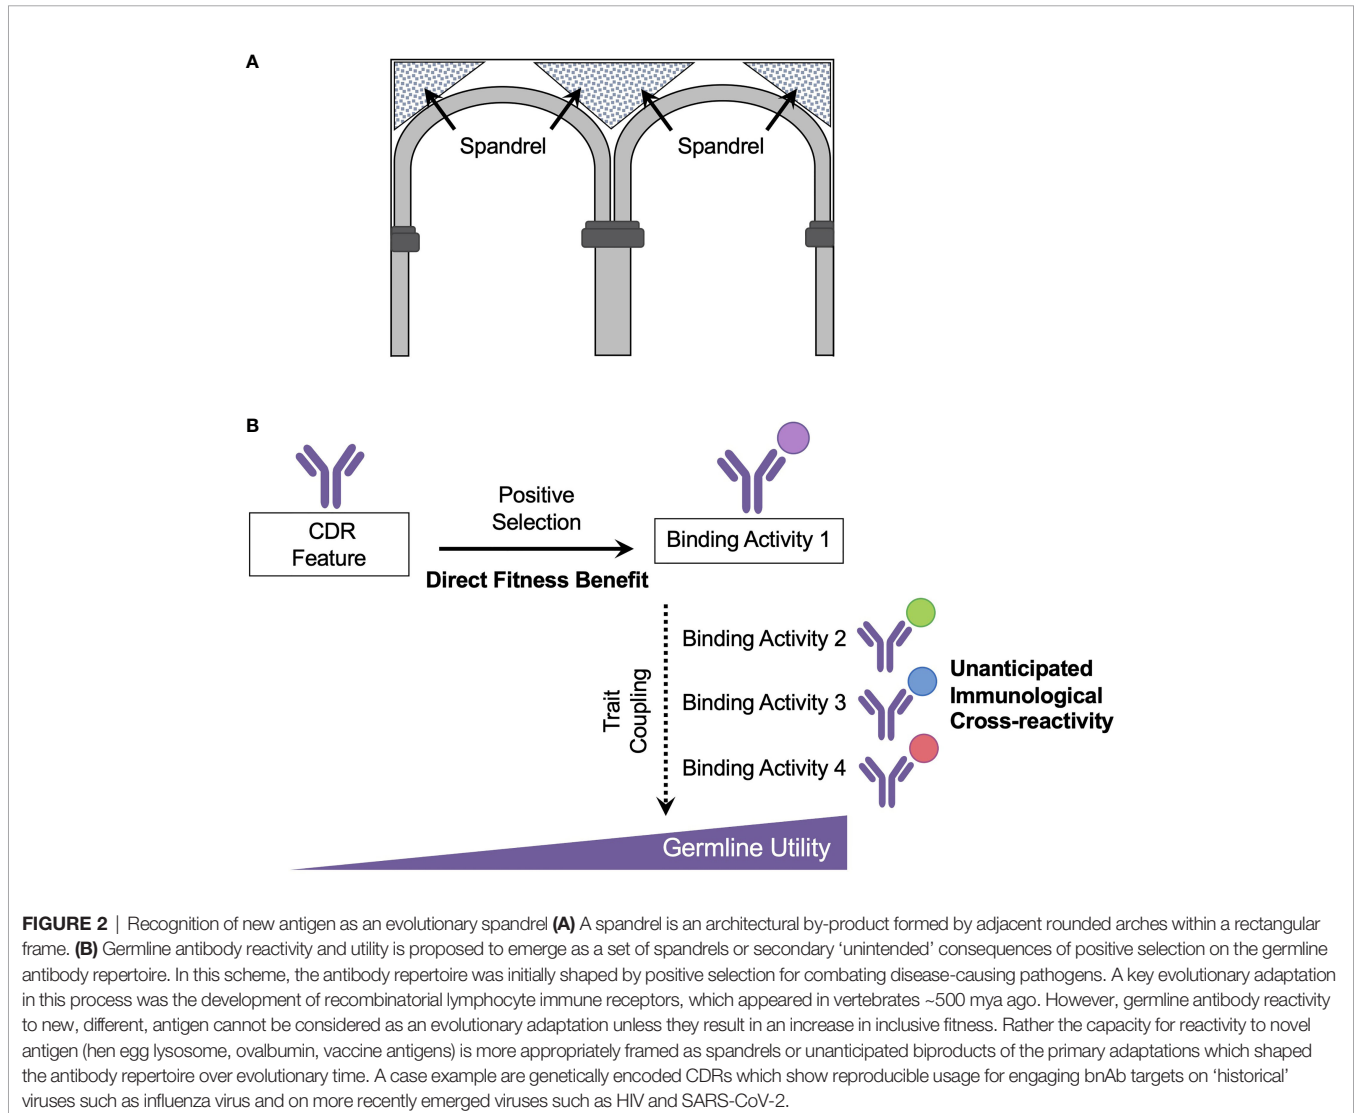 A
Spandrel
Spandrel
B
Positive
Selection
CDR
Feature
Binding Activity 1
Direct Fitness Benefit
Binding Activity 2
Unanticipated
Immunological
Cross-reactivity
Trait
Coupling
Binding Activity 3
Binding Activity 4
Germline Utility
FIGURE 2 | Recognition of new antigen as an evolutionary spandrel (A) A spandrel is an architectural by-product formed by adjacent rounded arches within a rectangular
frame. (B) Germline antibody reactivity and utility is proposed to emerge as a set of spandrels or secondary ‘unintended’ consequences of positive selection on the germline
antibody repertoire. In this scheme, the antibody repertoire was initially shaped by positive selection for combating disease-causing pathogens. A key evolutionary adaptation
in this process was the development of recombinatorial lymphocyte immune receptors, which appeared in vertebrates ~500 mya ago. However, germline antibody reactivity
to new, different, antigen cannot be considered as an evolutionary adaptation unless they result in an increase in inclusive fitness. Rather the capacity for reactivity to novel
antigen (hen egg lysosome, ovalbumin, vaccine antigens) is more appropriately framed as spandrels or unanticipated biproducts of the primary adaptations which shaped
the antibody repertoire over evolutionary time. A case example are genetically encoded CDRs which show reproducible usage for engaging bnAb targets on ‘historical’
viruses such as influenza virus and on more recently emerged viruses such as HIV and SARS-CoV-2.